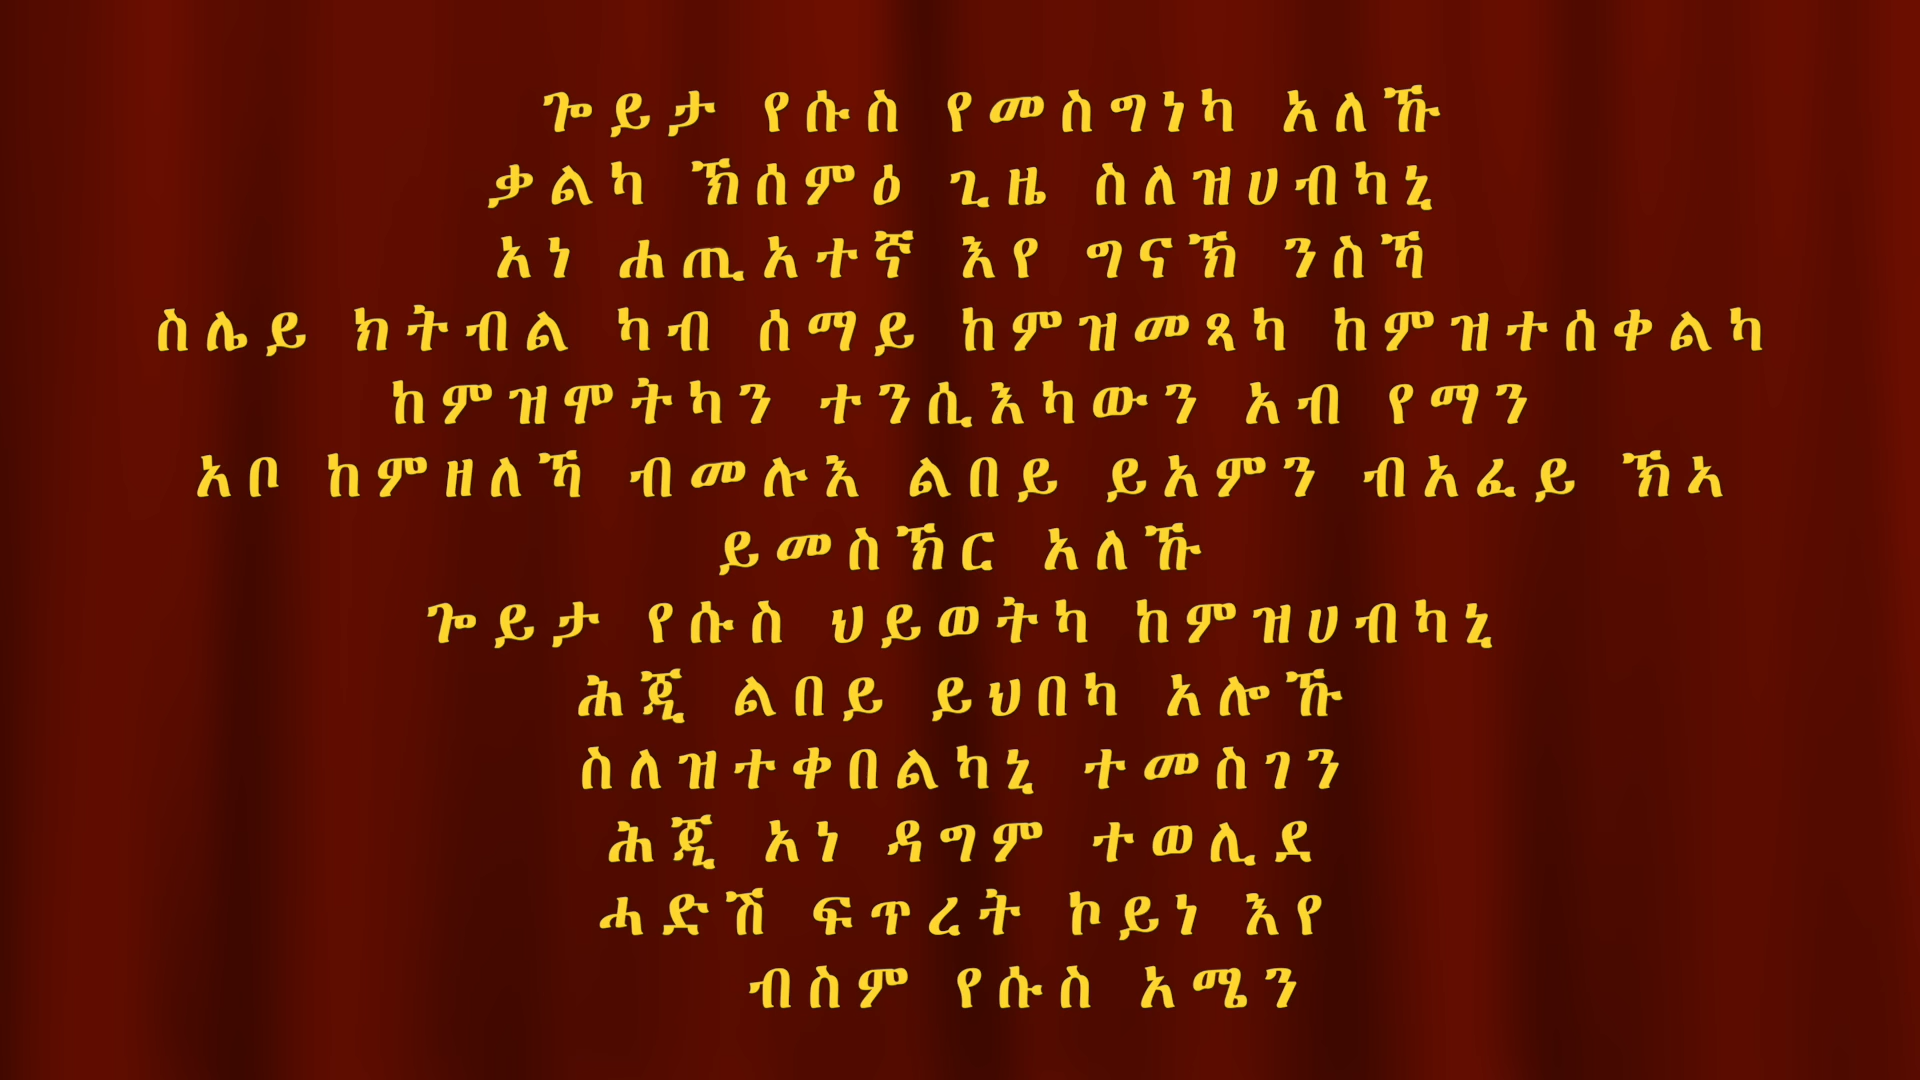 ጐይታ የሱስ የመስግነካ አለኹ
ቃልካ ኽሰምዕ ጊዜ ስለዝሀብካኒ
አነ ሐጢአተኛ እየ ግናኽ ንስኻ
ስሌይ ክትብል ካብ ሰማይ ከምዝመጻካ ከምዝተሰቀልካ
ከምዝሞትካን ተንሲእካውን አብ የማን
አቦ ከምዘለኻ ብመሉእ ልበይ ይአምን ብአፈይ ኽኣ
ይመስኽር አለኹ
ጐይታ የሱስ ህይወትካ ከምዝሀብካኒ
ሕጂ ልበይ ይህበካ አሎኹ
ስለዝተቀበልካኒ ተመስገን
ሕጂ አነ ዳግም ተወሊደ
ሓድሽ ፍጥረት ኮይነ እየ
ብስም የሱስ አሜን